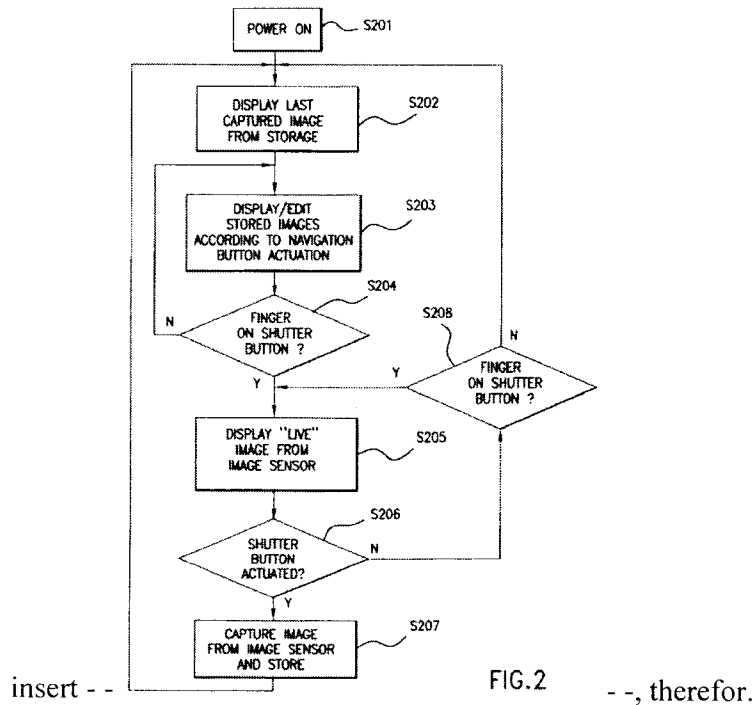 POWER ON
S201
DISPLAY LAST
CAPTURED IMAGE
FROM STORAGE
S202
DISPLAY/EDIT
STORED IMAGES
ACCORDING TO NAVIGATION
BUTTON ACTUATION
S203
S204
FINGER
ON SHUTTER
BUTTON ?
N
Y
S208
N
FINGER
ON SHUTTER
BUTTON ?
Y
DISPLAY "LIVE"
IMAGE FROM
IMAGE SENSOR
S205
S206
SHUTTER
BUTTON
ACTUATED?
N
Y
CAPTURE IMAGE
FROM IMAGE SENSOR
AND STORE
S207
insert - - FIG.2 - -, therefor.